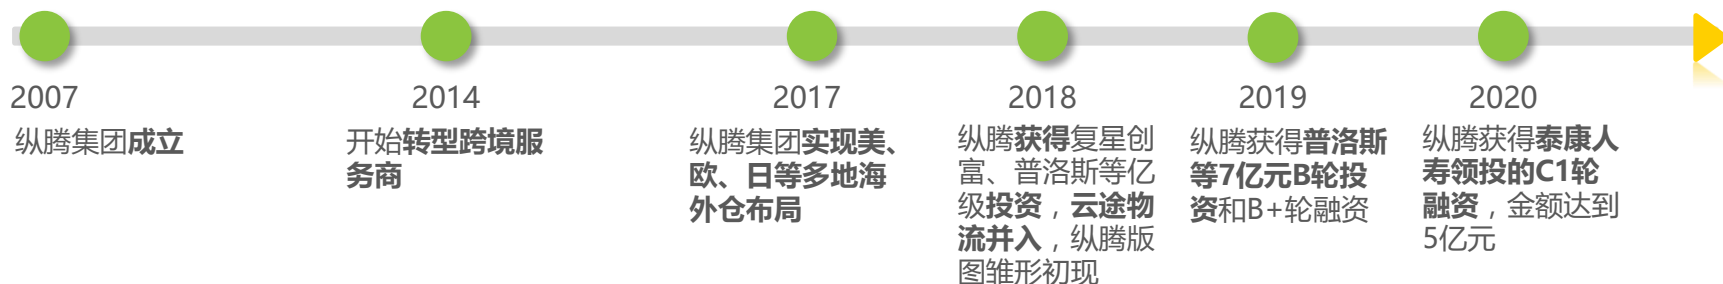 2007
纵腾集团成立
2014
开始转型跨境服
务商
2017
纵腾集团实现美、
欧、日等多地海
外仓布局
2018
纵腾获得复星创
富、普洛斯等亿
级投资，云途物
流并入，纵腾版
图雏形初现
2019
纵腾获得普洛斯
等7亿元B轮投
资和B+轮融资
2020
纵腾获得泰康人
寿领投的C1轮
融资，金额达到
5亿元